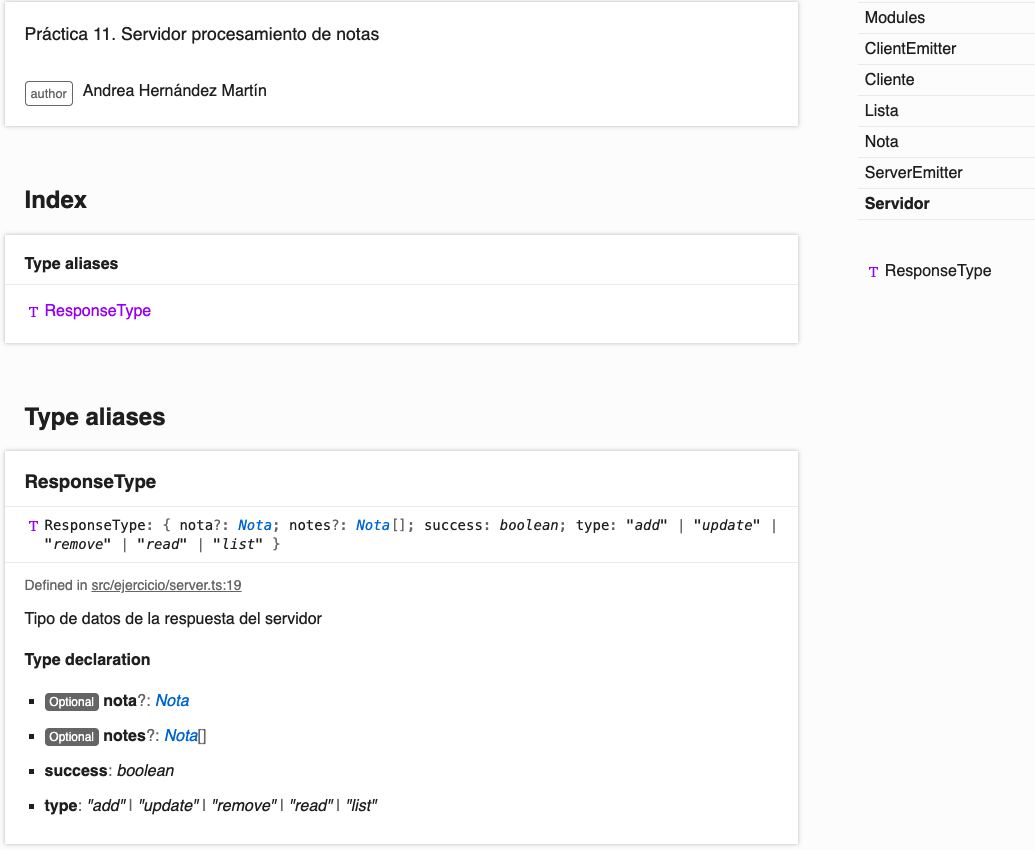 Práctica 11. Servidor procesamiento de notas
author Andrea Hernández Martín
Index
Type aliases
T ResponseType
Type aliases
ResponseType
T ResponseType: { nota?: Nota; notes?: Nota[]; success: boolean; type: "add" | "update" |
"remove" | "read" | "list" }
Defined in src/ejercicio/server.ts:19
Tipo de datos de la respuesta del servidor
Type declaration
▪ Optional nota?: Nota
▪ Optional notes?: Nota[]
▪ success: boolean
▪ type: "add" | "update" | "remove" | "read" | "list"
Modules
ClientEmitter
Cliente
Lista
Nota
ServerEmitter
Servidor
T ResponseType